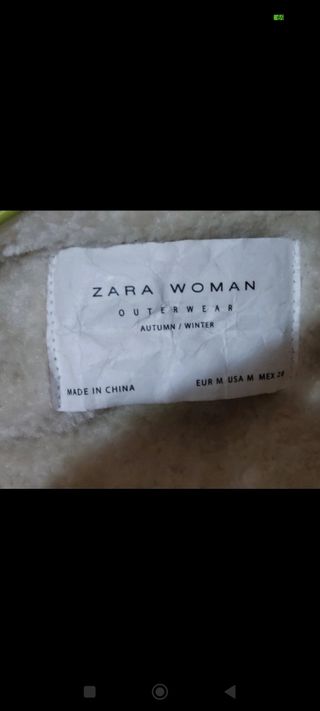 ZARA WOMAN
OUTERWEAR
AUTUMN / WINTER
MADE IN CHINA
EUR M USA M MEX 28